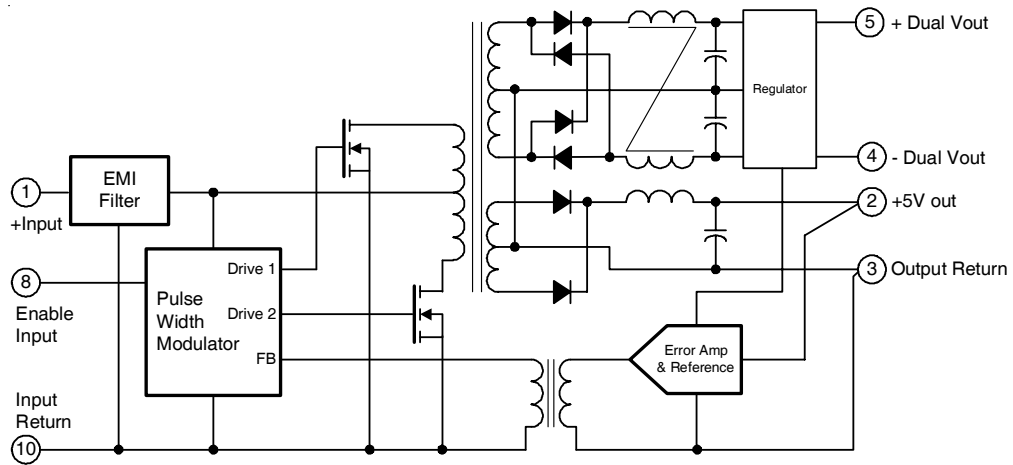 5
+ Dual Vout
Regulator
4
- Dual Vout
1
+Input
EMI
Filter
2
+5V out
8
Enable
Input
Pulse
Width
Modulator
Drive 1
Drive 2
FB
3
Output Return
Error Amp
& Reference
Input
Return
10